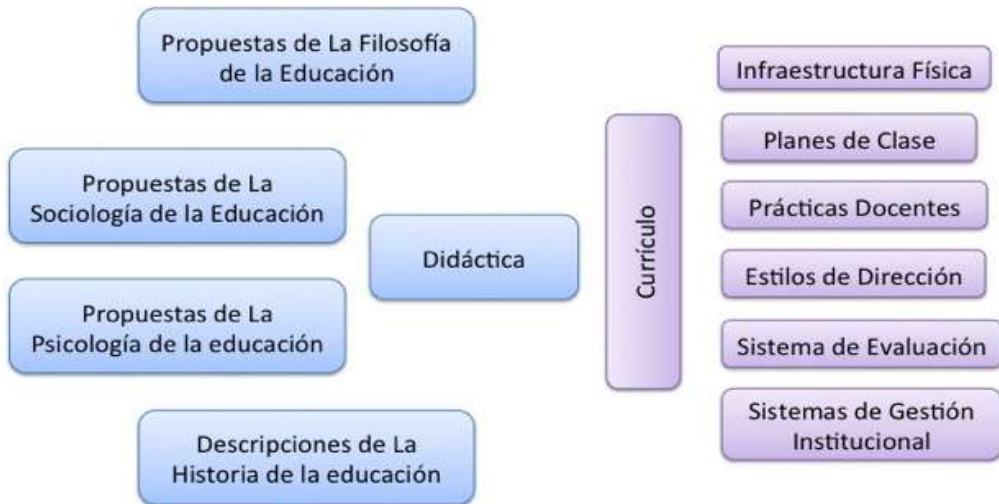 Propuestas de La Filosofía
de la Educación
Propuestas de La
Sociología de la Educación
Propuestas de La
Psicología de la educación
Descripciones de La
Historia de la educación
Didáctica
Currículo
Infraestructura Física
Planes de Clase
Prácticas Docentes
Estilos de Dirección
Sistema de Evaluación
Sistemas de Gestión
Institucional